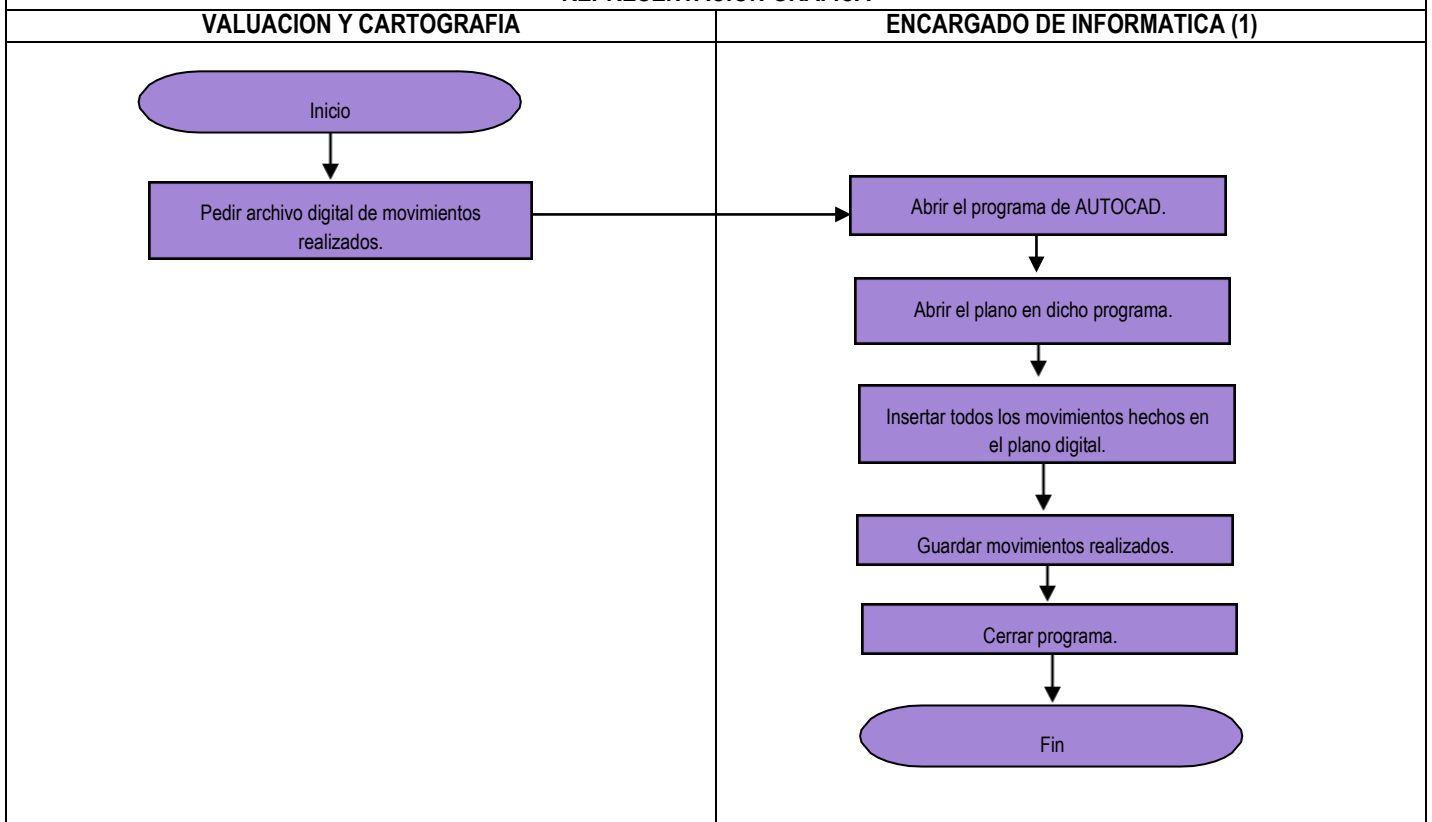 VALUACION Y CARTOGRAFIA
ENCARGADO DE INFORMATICA (1)
Inicio
Pedir archivo digital de movimientos
realizados.
Abrir el programa de AUTOCAD.
Abrir el plano en dicho programa.
Insertar todos los movimientos hechos en
el plano digital.
Guardar movimientos realizados.
Cerrar programa.
Fin